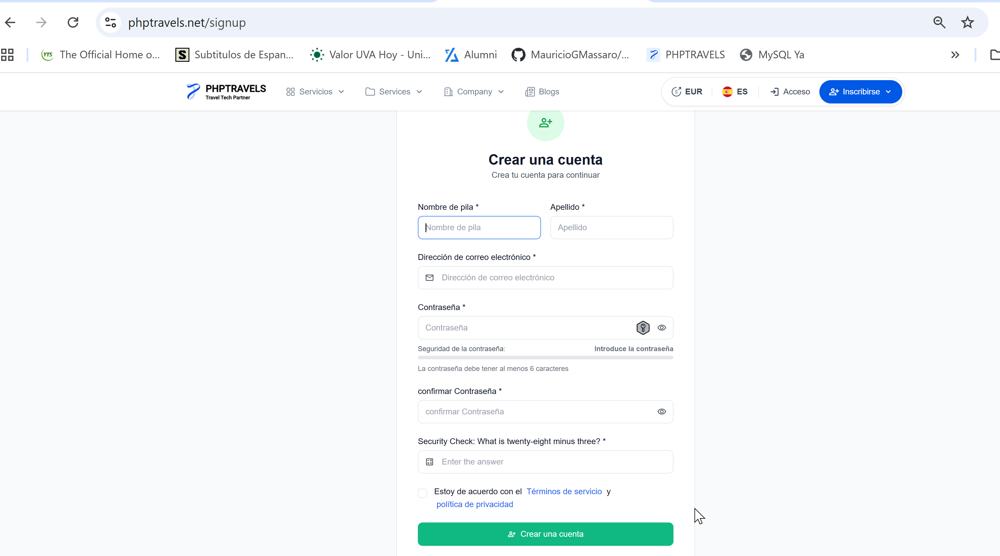 phptravels.net/signup
YTS The Official Home o...
S Subtitulos de Espan...
Valor UVA Hoy - Uni...
Alumni
MauricioGMassaro/...
PHPTRAVELS
MySQL Ya
PHPTRAVELS
Travel Tech Partner
Servicios
Services
Company
Blogs
$ EUR
ES
Acceso
Inscribirse
Crear una cuenta
Crea tu cuenta para continuar
Nombre de pila * Apellido *
Nombre de pila Apellido
Dirección de correo electrónico *
Dirección de correo electrónico
Contraseña *
Contraseña
Seguridad de la contraseña: Introduce la contraseña
La contraseña debe tener al menos 6 caracteres
confirmar Contraseña *
confirmar Contraseña
Security Check: What is twenty-eight minus three? *
Enter the answer
Estoy de acuerdo con el Términos de servicio y
política de privacidad
Crear una cuenta